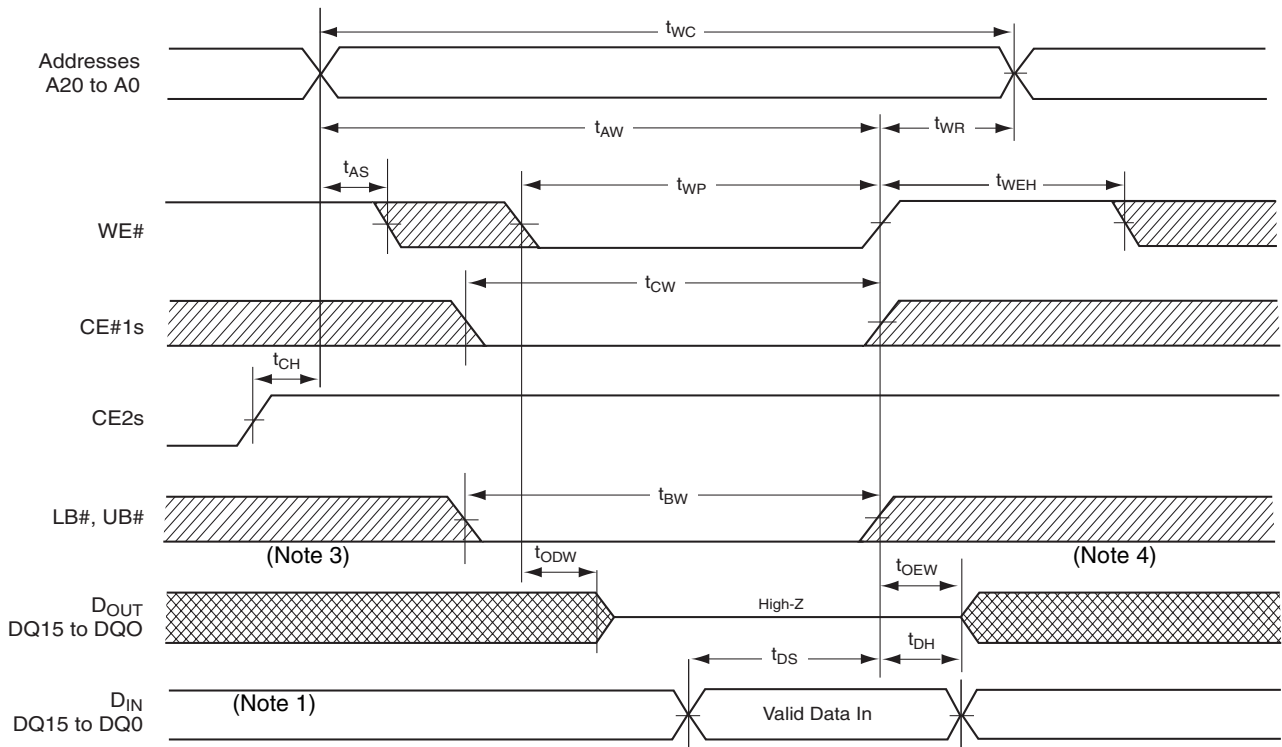 tWC
Addresses
A20 to A0
tAW
tWR
tAS
tWP
tWEH
WE#
tCW
CE#1s
tCH
CE2s
tBW
LB#, UB#
(Note 3)
(Note 4)
tODW
tOEW
DOUT
DQ15 to DQO
High-Z
tDS
tDH
DIN
DQ15 to DQ0
(Note 1)
Valid Data In